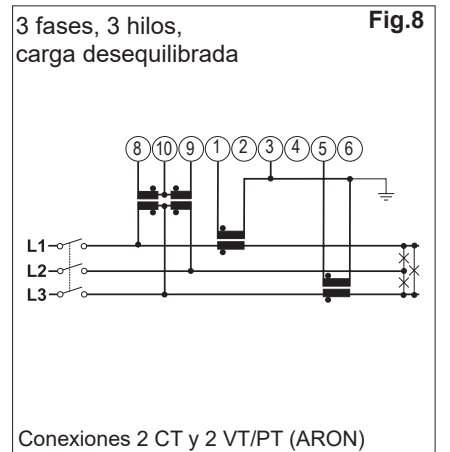 3 fases, 3 hilos, Fig.8
carga desequilibrada
8 10 9 1 2 3 4 5 6
L1
L2
L3
Conexiones 2 CT y 2 VT/PT (ARON)